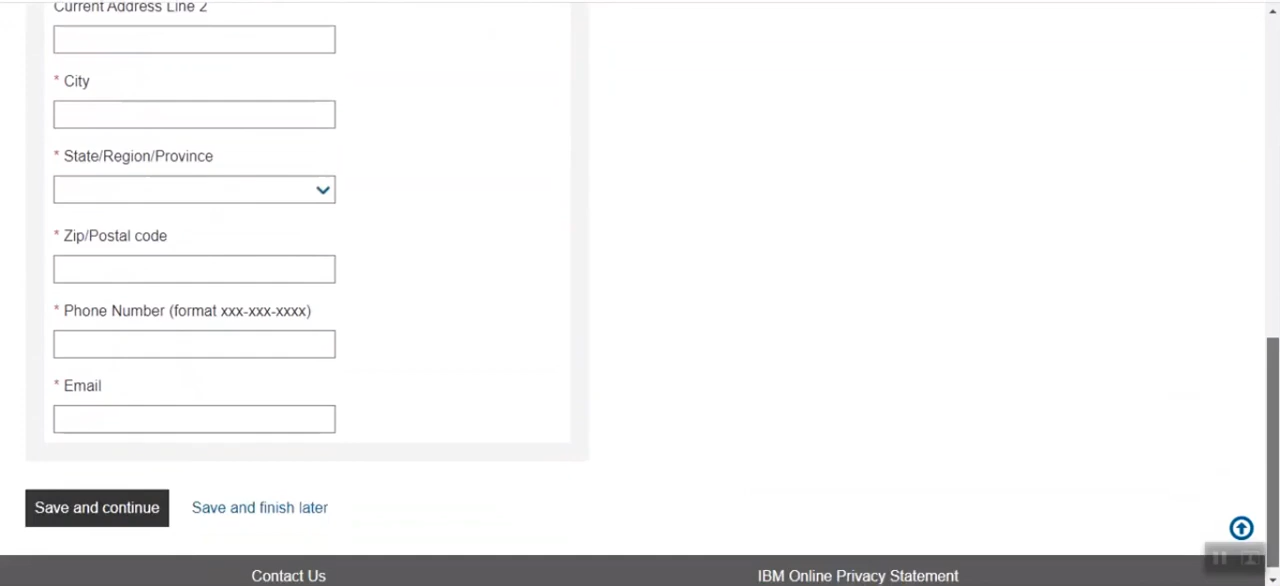 Current Address Line 2
* City
* State/Region/Province
* Zip/Postal code
* Phone Number (format xxx-xxx-xxxx)
* Email
Save and continue Save and finish later
Contact Us IBM Online Privacy Statement